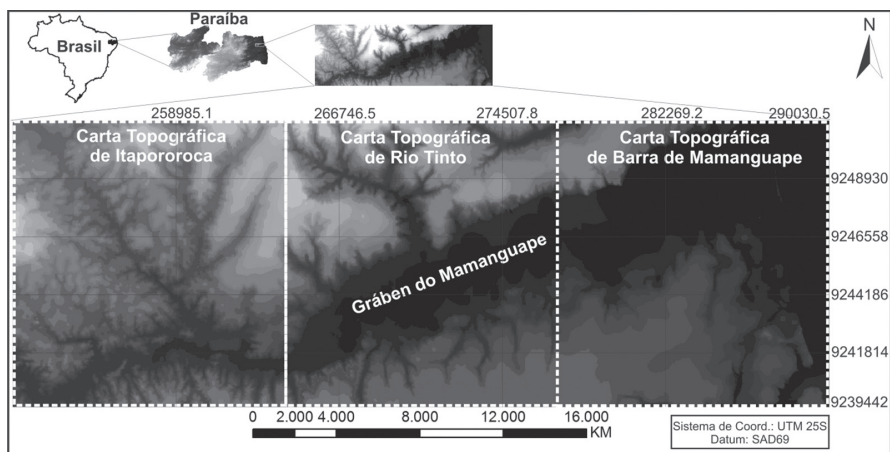 Brasil
Paraíba
N
258985.1
266746.5
274507.8
282269.2
290030.5
Carta Topográfica
de Itapororoca
Carta Topográfica
de Rio Tinto
Carta Topográfica
de Barra de Mamanguape
Gráben do Mamanguape
9248930
9246558
9244186
9241814
9239442
0 2.000 4.000 8.000 12.000 16.000
KM
Sistema de Coord.: UTM 25S
Datum: SAD69